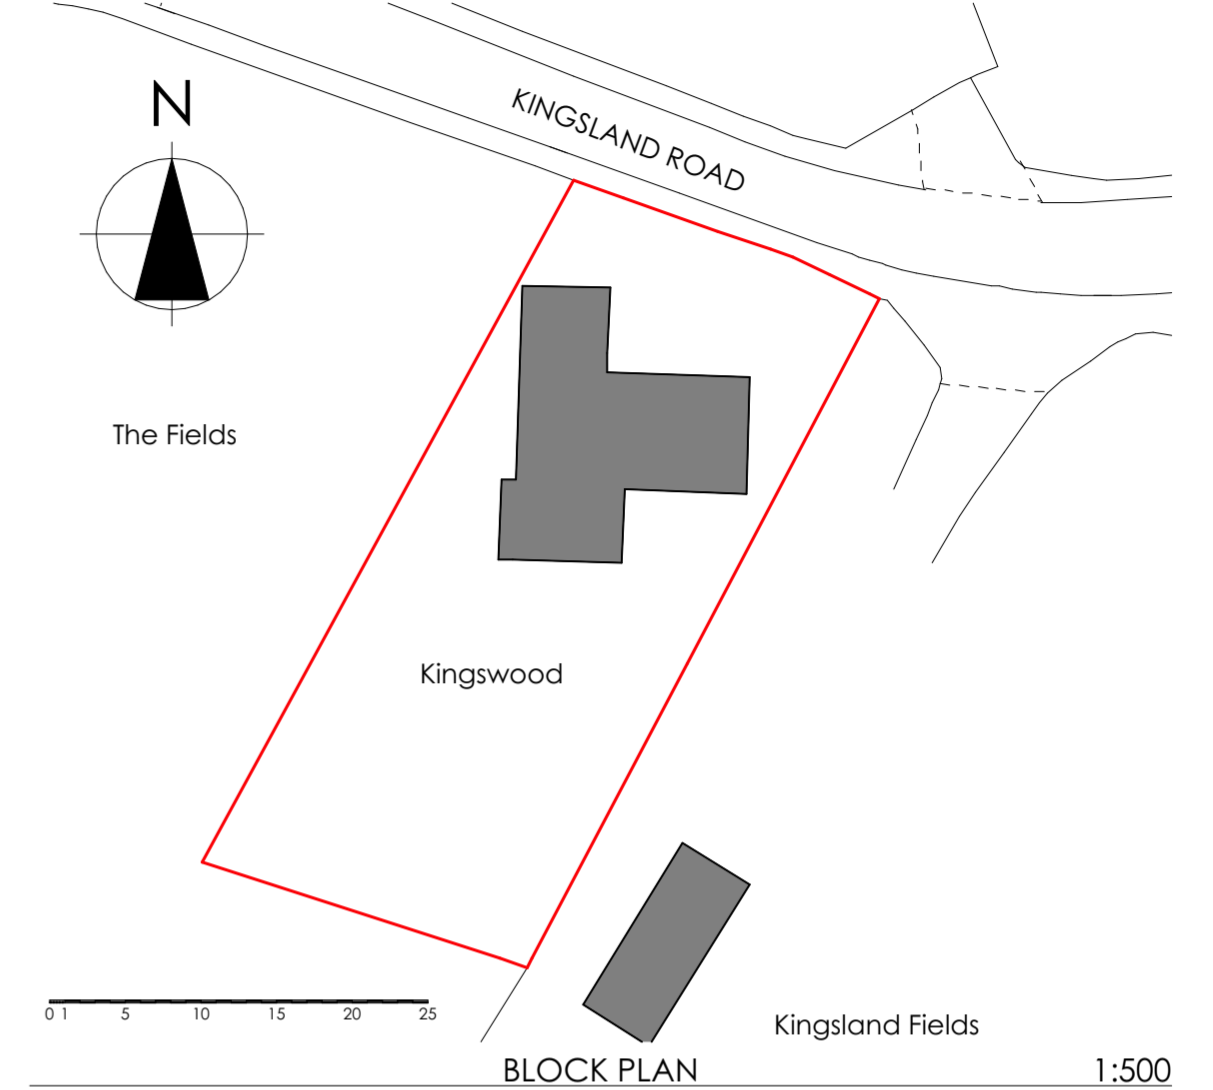 N
KINGSLAND ROAD
The Fields
Kingswood
0 1 5 10 15 20 25
Kingsland Fields
BLOCK PLAN 1:500